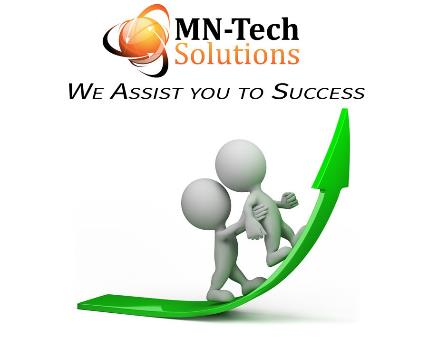 MN-Tech
Solutions
We Assist you to Success